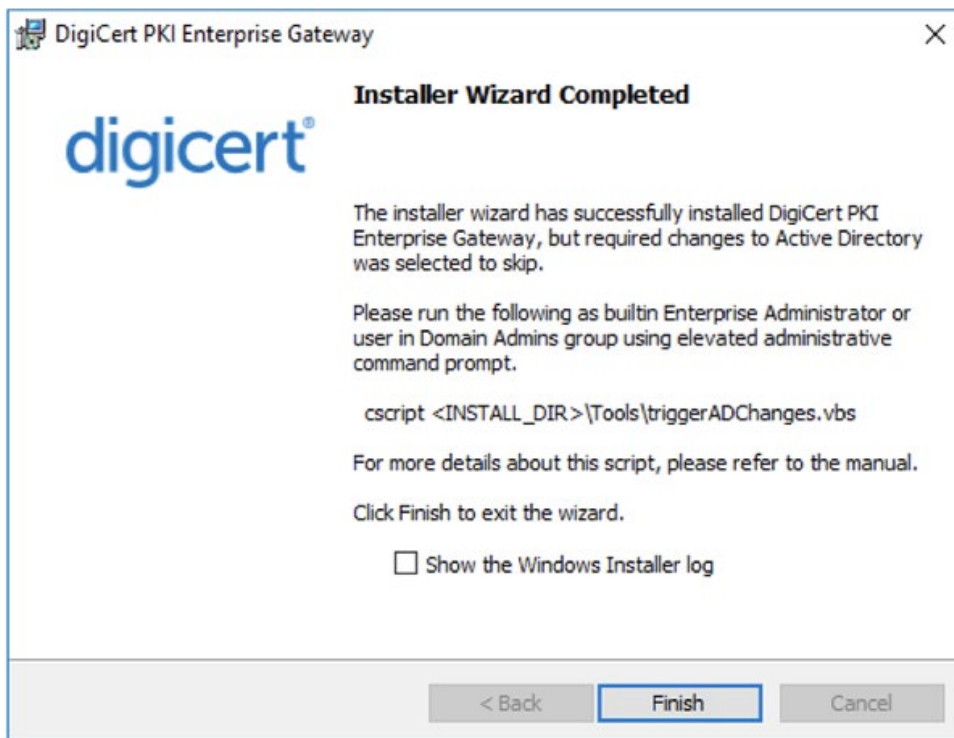 DigiCert PKI Enterprise Gateway
Installer Wizard Completed
digicert®
The installer wizard has successfully installed DigiCert PKI
Enterprise Gateway, but required changes to Active Directory
was selected to skip.
Please run the following as builtin Enterprise Administrator or
user in Domain Admins group using elevated administrative
command prompt.
cscript <INSTALL_DIR>\Tools\triggerADChanges.vbs
For more details about this script, please refer to the manual.
Click Finish to exit the wizard.
Show the Windows Installer log
< Back
Finish
Cancel